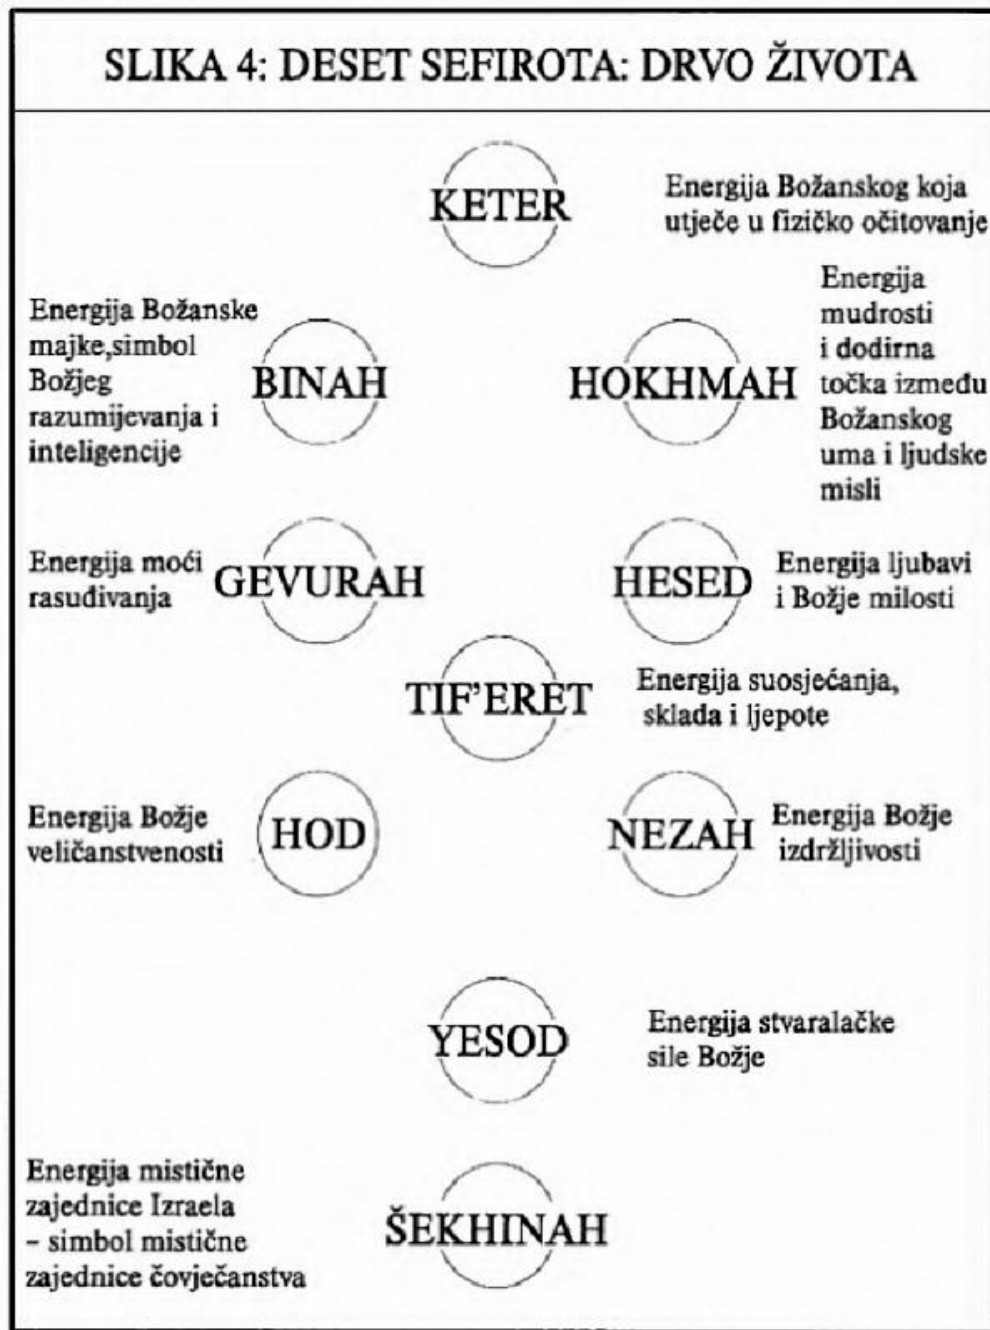 SLIKA 4: DESET SEFIROTA: DRVO ŽIVOTA
KETER
Energija Božanskog koja
utječe u fizičko očitovanje
Energija Božanske
majke,simbol
Božjeg
razumijevanja i
inteligencije
BINAH
HOKHMAH
Energija
mudrosti
i dodirna
točka između
Božanskog
uma i ljudske
misli
Energija moći
rasuđivanja
GEVURAH
HESED
Energija ljubavi
i Božje milosti
TIF'ERET
Energija suosjećanja,
sklada i ljepote
Energija Božje
veličanstvenosti
HOD
NEZAH
Energija Božje
izdržljivosti
YESOD
Energija stvaralačke
sile Božje
Energija mistične
zajednice Izraela
– simbol mistične
zajednice čovječanstva
ŠEKHINAH